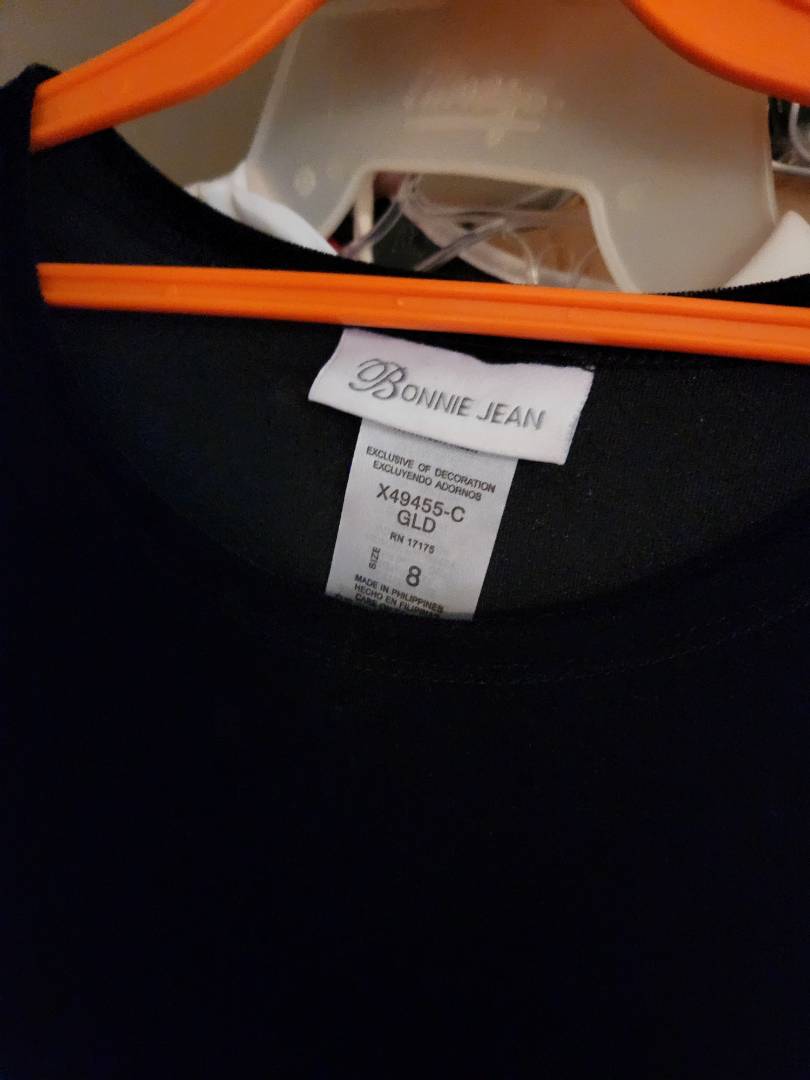 BONNIE JEAN
EXCLUSIVE OF DECORATION
EXCLUYENDO ADORNOS
X49455-C
GLD
RN 17175
SIZE 8
MADE IN PHILIPPINES
HECHO EN FILIPINAS